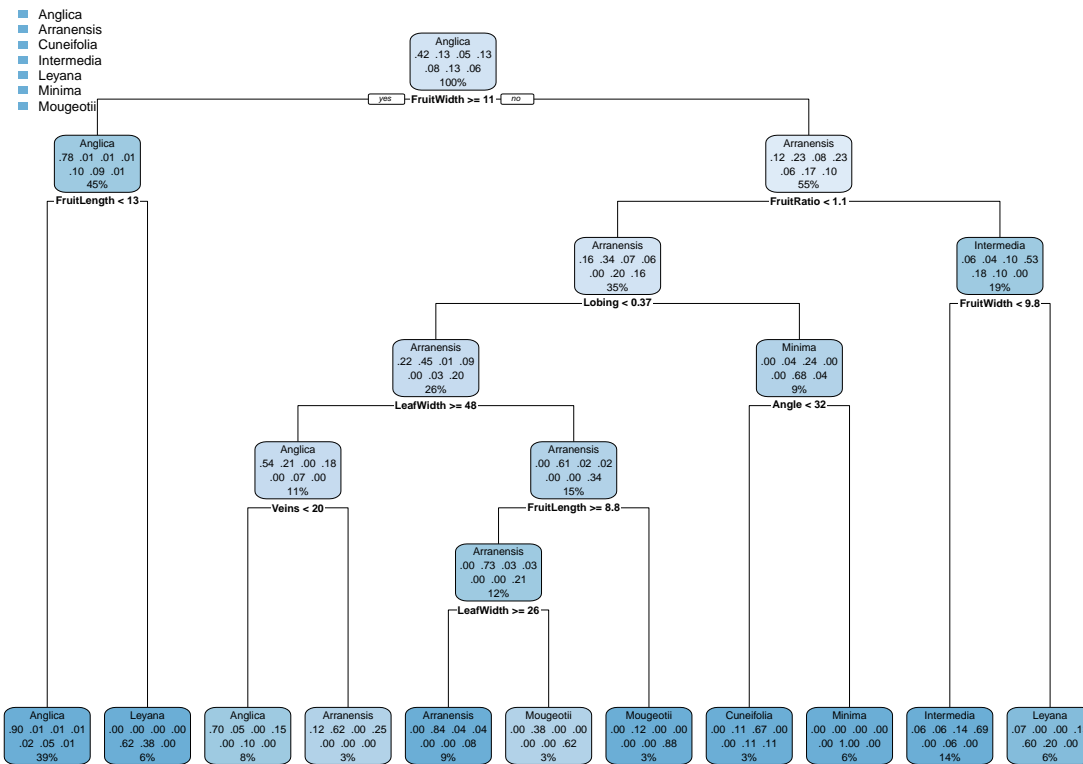 Anglica
Arranensis
Cuneifolia
Intermedia
Leyana
Minima
Mougeotii
Anglica
.42 .13 .05 .13
.08 .13 .06
100%
yes FruitWidth >= 11 no
Anglica
.78 .01 .01 .01
.10 .09 .01
45%
FruitLength < 13
Arranensis
.12 .23 .08 .23
.06 .17 .10
55%
FruitRatio < 1.1
Arranensis
.16 .34 .07 .06
.00 .20 .16
35%
Lobing < 0.37
Intermedia
.06 .04 .10 .53
.18 .10 .00
19%
FruitWidth < 9.8
Arranensis
.22 .45 .01 .09
.00 .03 .20
26%
LeafWidth >= 48
Minima
.00 .04 .24 .00
.00 .68 .04
9%
Angle < 32
Anglica
.54 .21 .00 .18
.00 .07 .00
11%
Veins < 20
Arranensis
.00 .61 .02 .02
.00 .00 .34
15%
FruitLength >= 8.8
Arranensis
.00 .73 .03 .03
.00 .00 .21
12%
LeafWidth >= 26
Anglica
.90 .01 .01 .01
.02 .05 .01
39%
Leyana
.00 .00 .00 .00
.62 .38 .00
6%
Anglica
.70 .05 .00 .15
.00 .10 .00
8%
Arranensis
.12 .62 .00 .25
.00 .00 .00
3%
Arranensis
.00 .84 .04 .04
.00 .00 .08
9%
Mougeotii
.00 .38 .00 .00
.00 .00 .62
3%
Mougeotii
.00 .12 .00 .00
.00 .00 .88
3%
Cuneifolia
.00 .11 .67 .00
.00 .11 .11
3%
Minima
.00 .00 .00 .00
.00 1.00 .00
6%
Intermedia
.06 .06 .14 .69
.00 .06 .00
14%
Leyana
.07 .00 .00
.60 .20 .00
6%